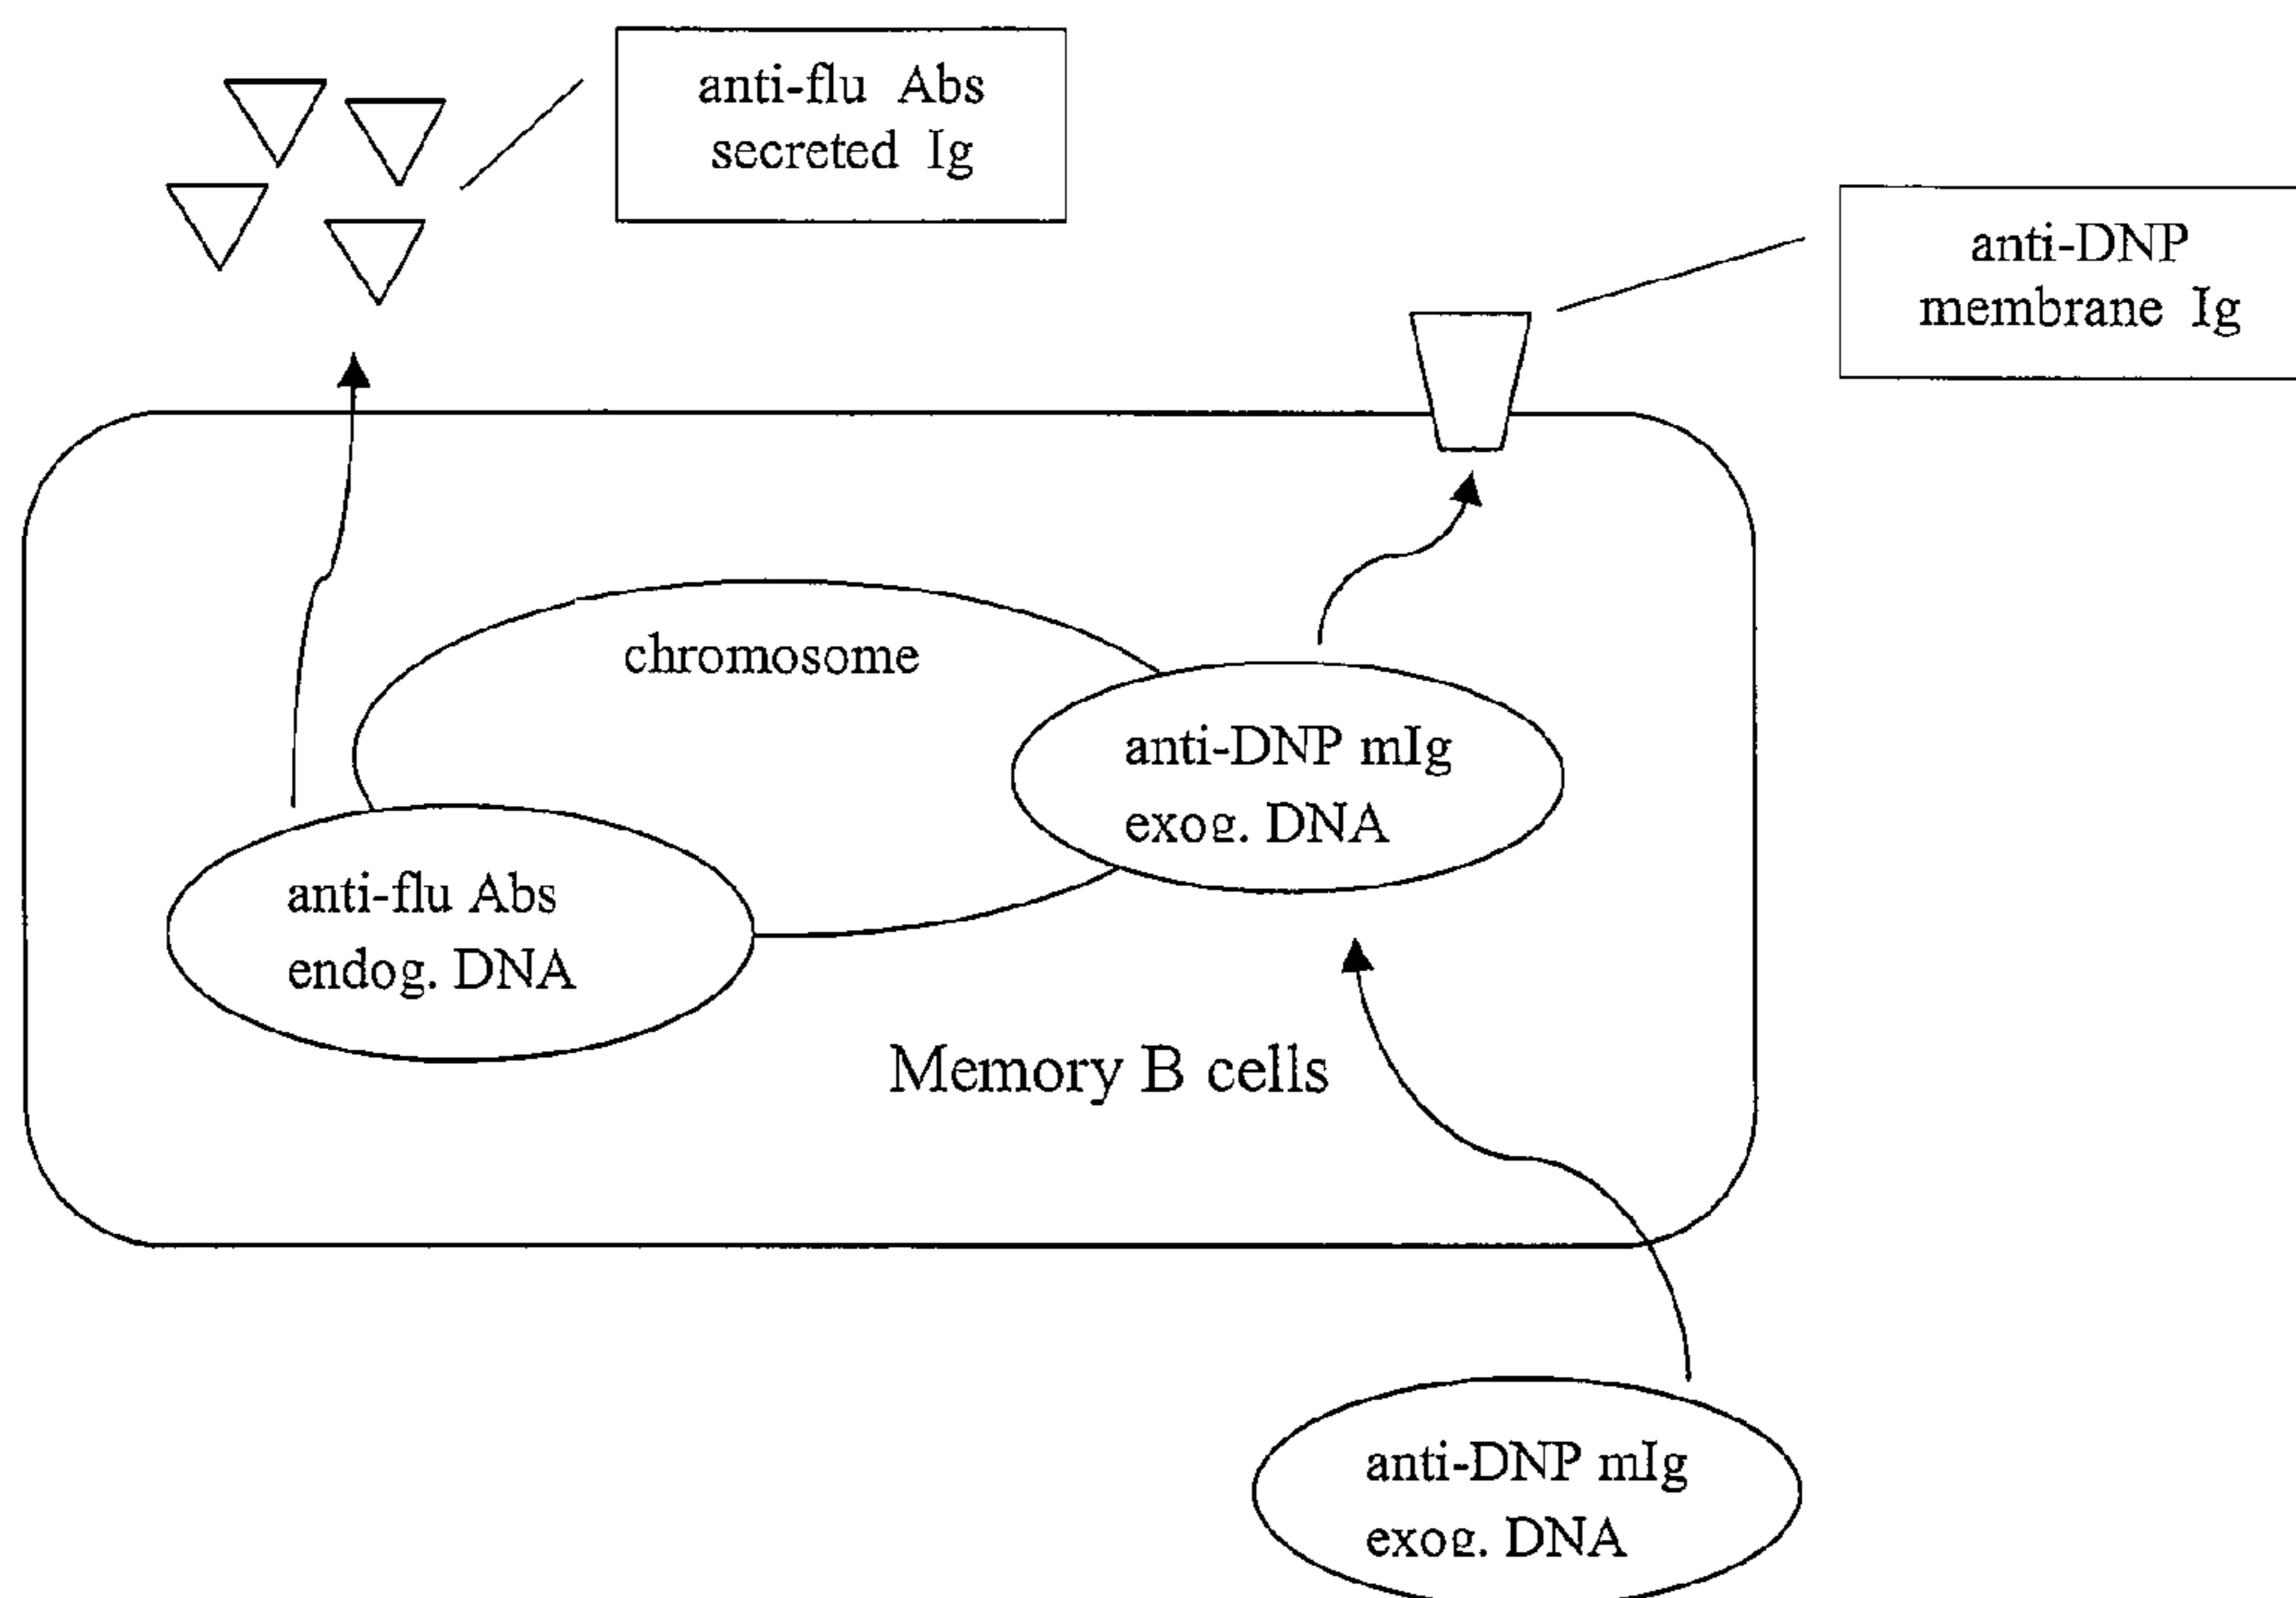 anti-flu Abs
secreted Ig
anti-DNP
membrane Ig
chromosome
anti-DNP mIg
exog. DNA
anti-flu Abs
endog. DNA
Memory B cells
anti-DNP mIg
exog. DNA